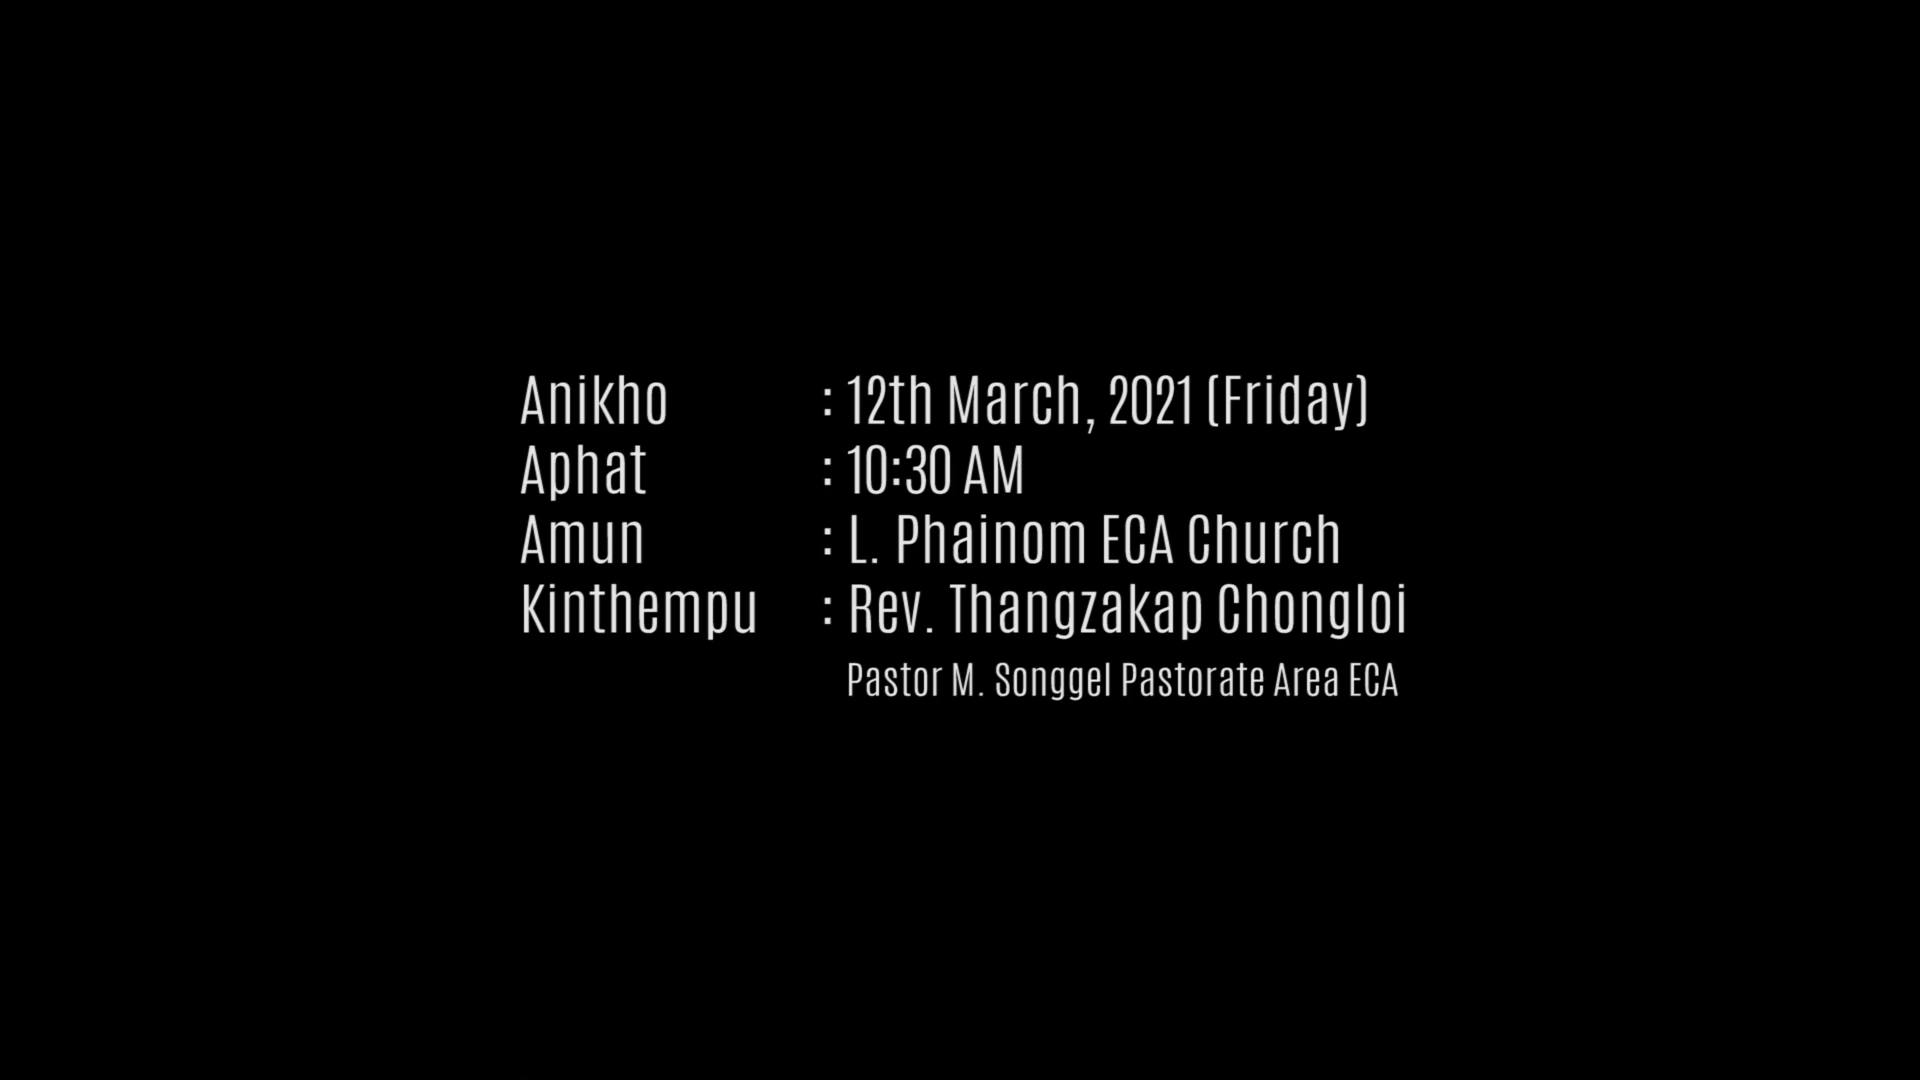 Anikho : 12th March, 2021 (Friday)
Aphat : 10:30 AM
Amun : L. Phainom ECA Church
Kinthempu : Rev. Thangzakap Chongloi
Pastor M. Songgel Pastorate Area ECA